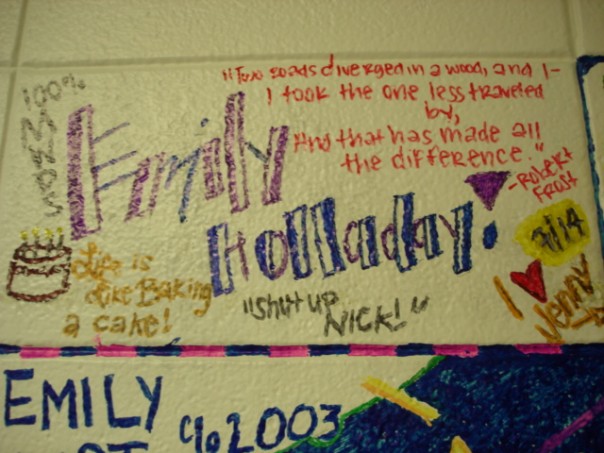 100%
"Two roads diverged in a wood, and I-
I took the one less traveled
by,
And that has made all
the difference."
-Robert
Frost
Emily
Holladay!
9/14
Life is
like Baking
a cake!
"shut up
NICK!"
I ♥
Jenny
EMILY
c/o 2003